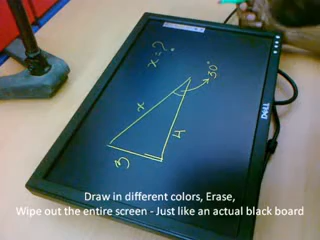 x=?
30°
x
4
3
DELL
Draw in different colors, Erase,
Wipe out the entire screen - Just like an actual black board